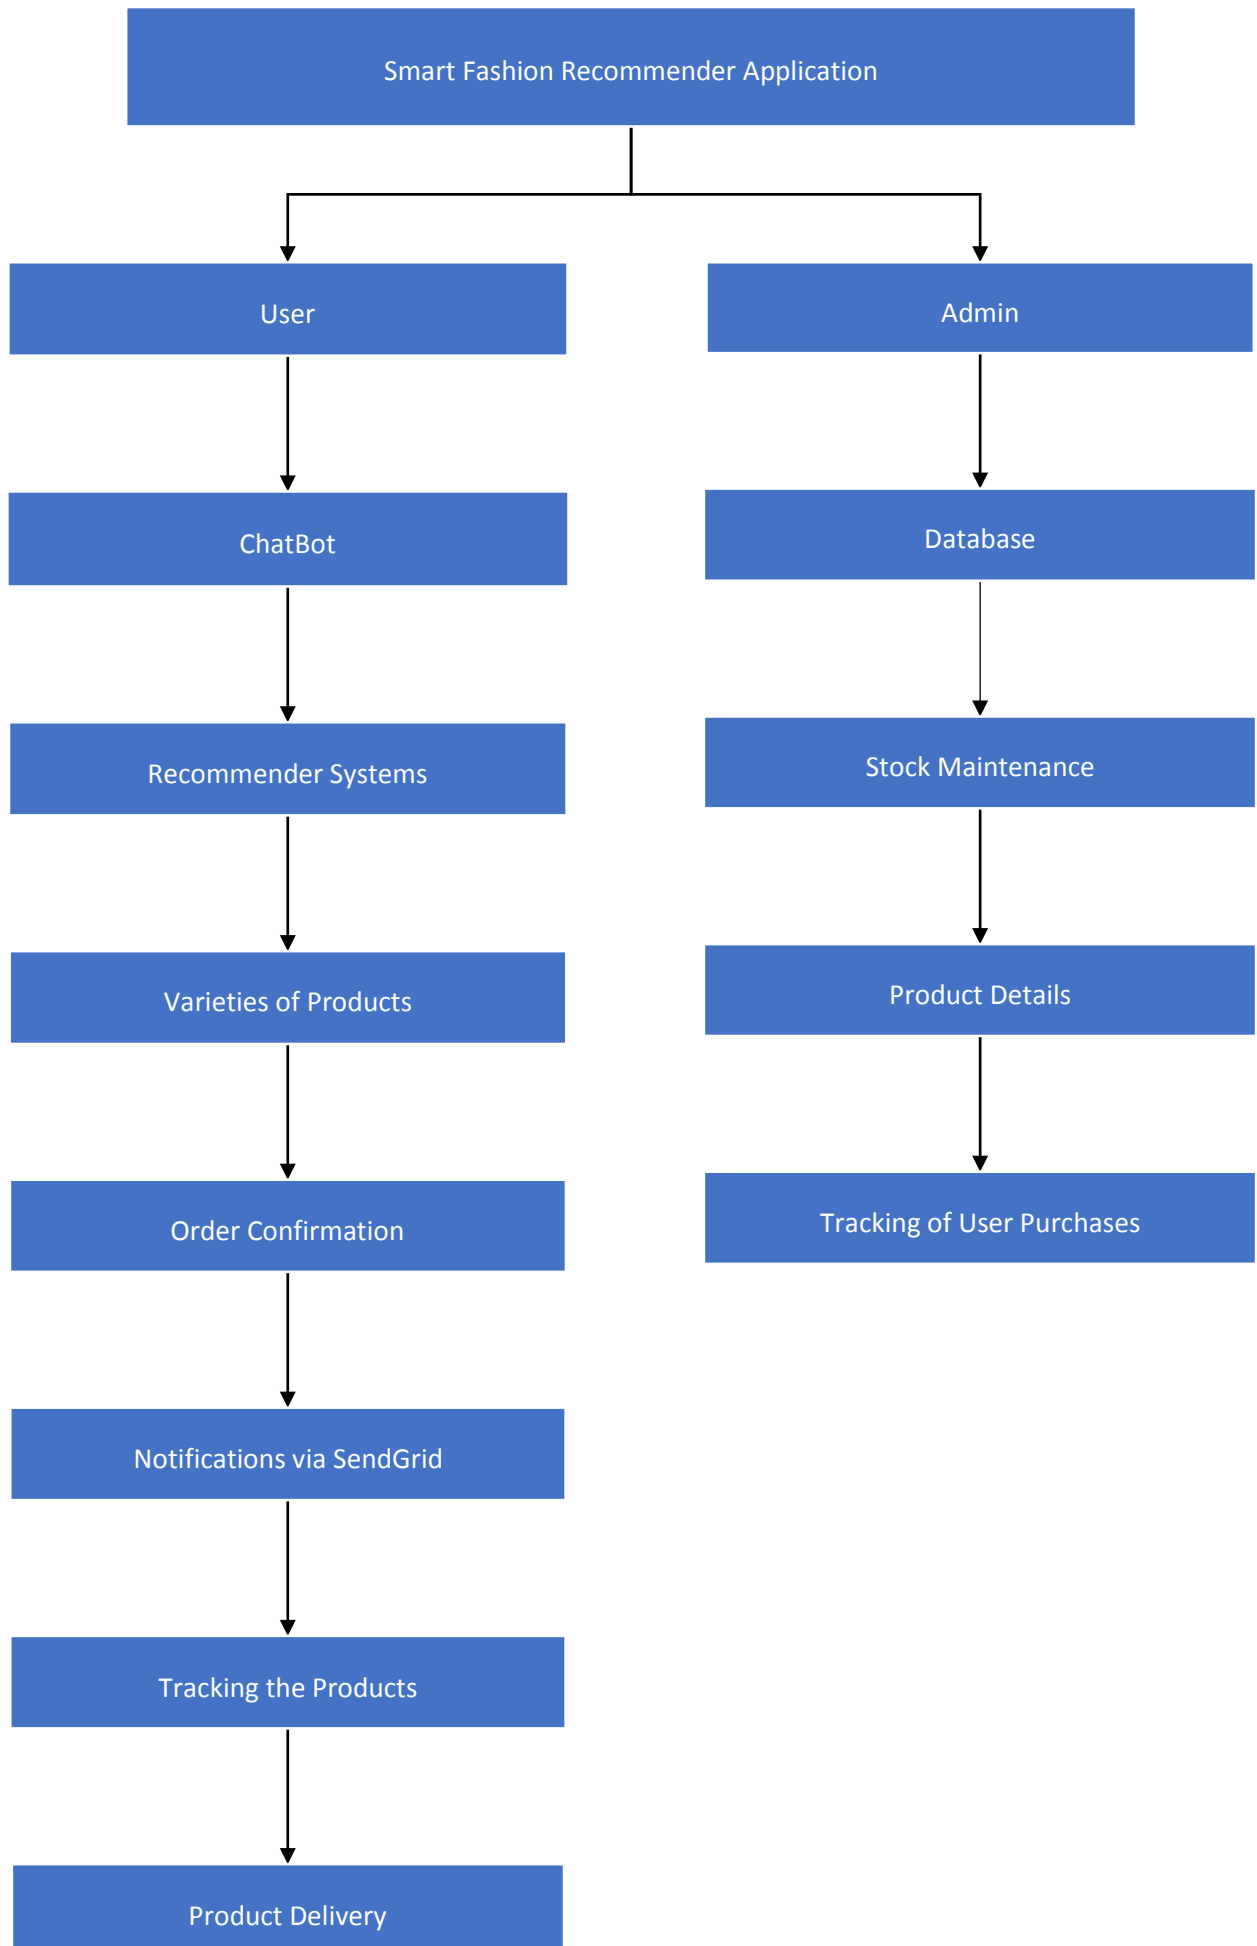 Smart Fashion Recommender Application
User
Admin
ChatBot
Database
Recommender Systems
Stock Maintenance
Varieties of Products
Product Details
Order Confirmation
Tracking of User Purchases
Notifications via SendGrid
Tracking the Products
Product Delivery